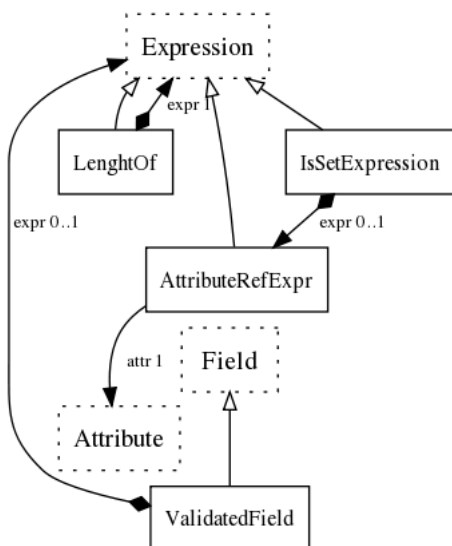 Expression
expr 1
LenghtOf
IsSetExpression
expr 0..1
expr 0..1
AttributeRefExpr
Field
attr 1
Attribute
ValidatedField